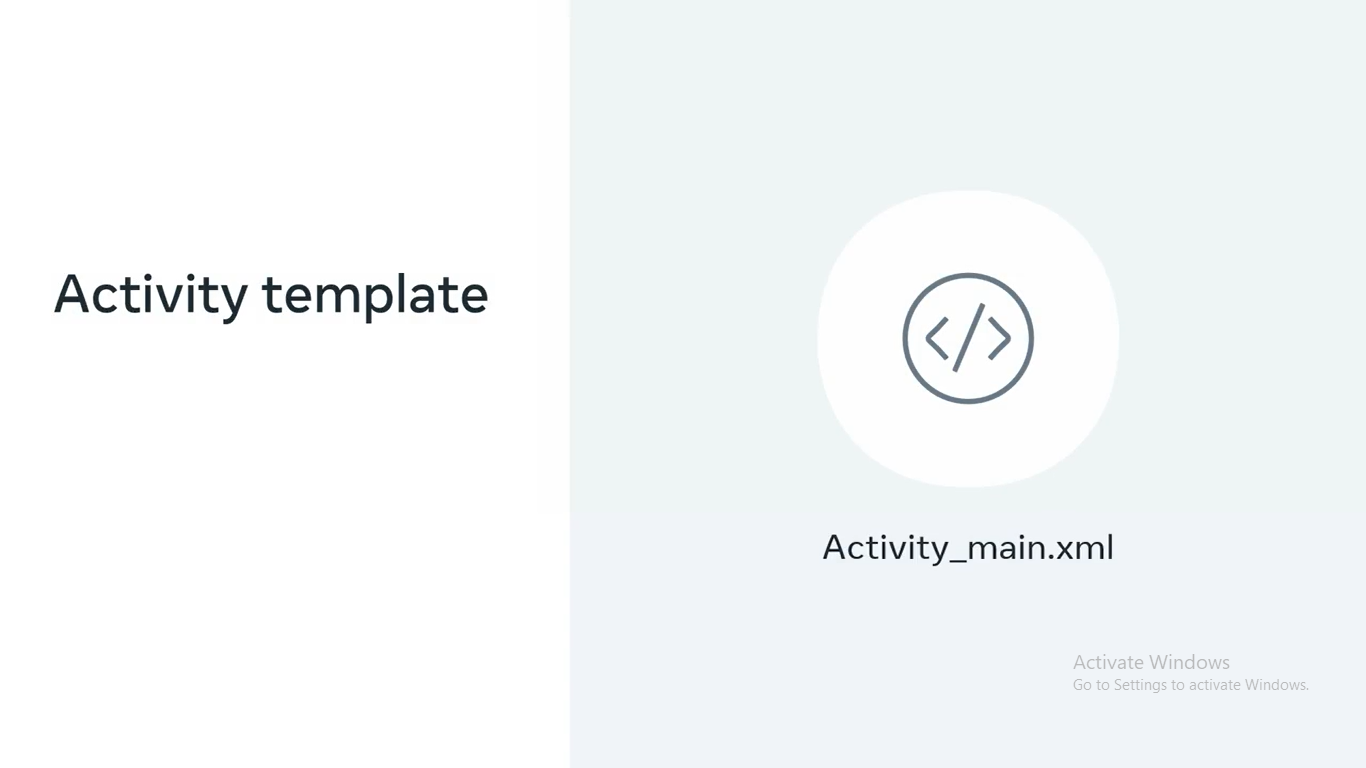 Activity template
</>
Activity_main.xml
Activate Windows
Go to Settings to activate Windows.